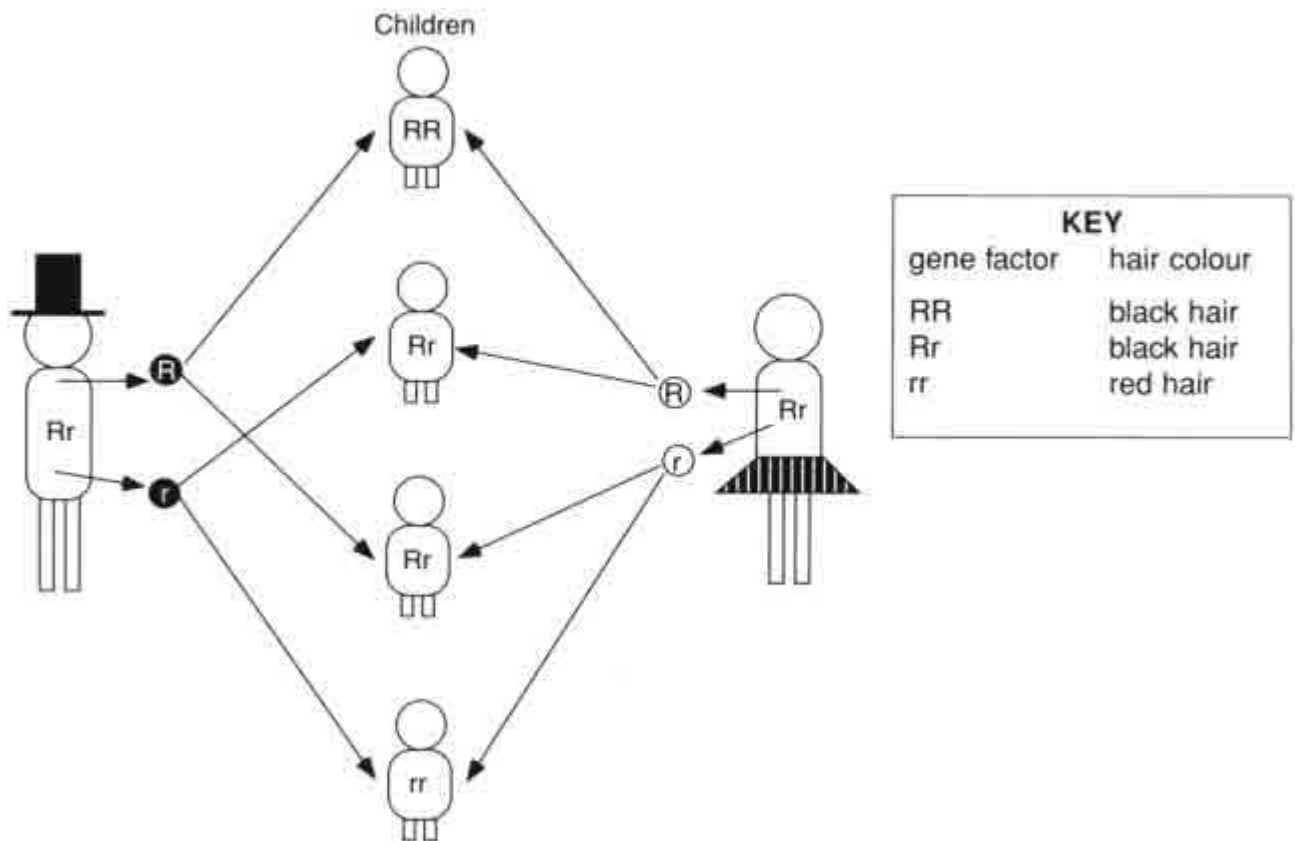 Children
RR
R
Rr
Rr
r
R
r
Rr
Rr
rr
KEY
gene factor hair colour
RR black hair
Rr black hair
rr red hair